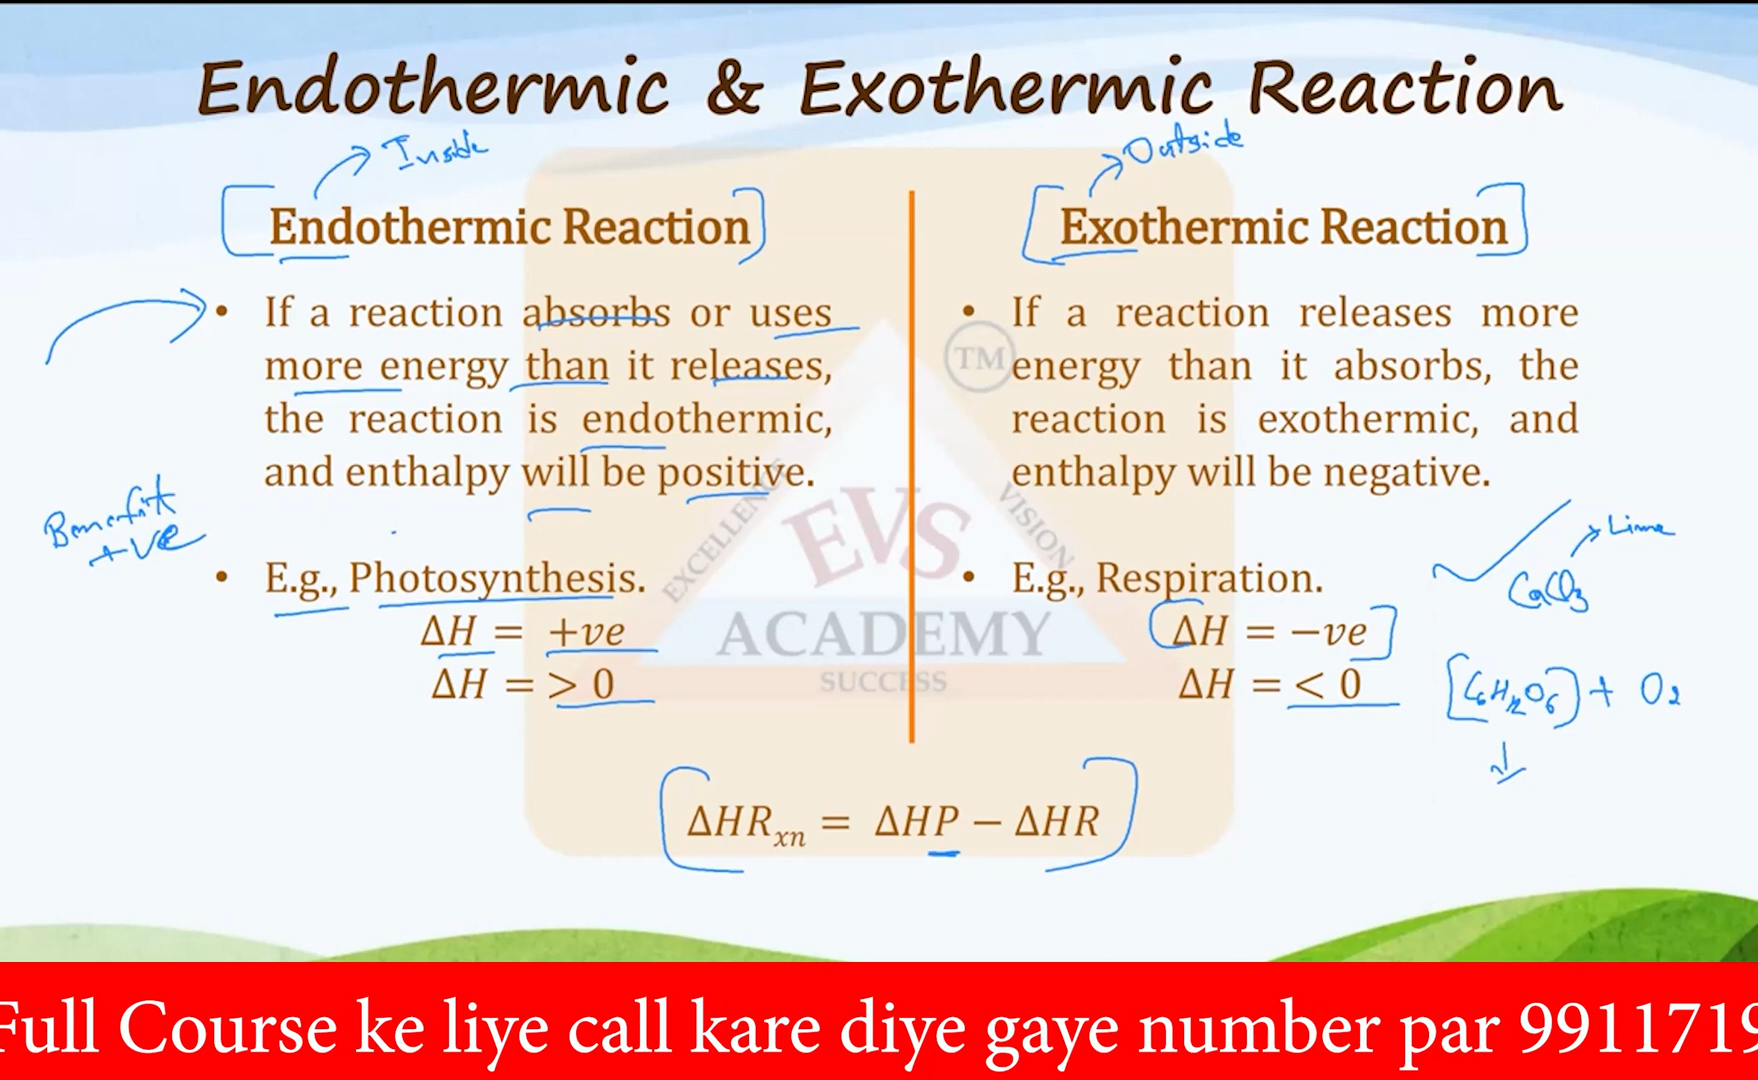 Endothermic & Exothermic Reaction
Inside
Outside
Endothermic Reaction
• If a reaction absorbs or uses
more energy than it releases,
the reaction is endothermic,
and enthalpy will be positive.
Benefit
+ve
• E.g., Photosynthesis.
ΔH = +ve
ΔH = > 0
Exothermic Reaction
• If a reaction releases more
energy than it absorbs, the
reaction is exothermic, and
enthalpy will be negative.
• E.g., Respiration.
ΔH = −ve
ΔH = < 0
Lime
CaCO3
[C6H12O6] + O2
TM
EXCELLENCE
VISION
EVS
ACADEMY
SUCCESS
ΔHRxn = ΔHP − ΔHR
Full Course ke liye call kare diye gaye number par 9911719